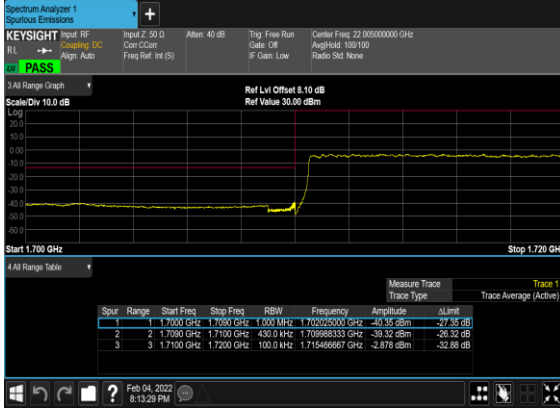 Spectrum Analyzer 1
Spurious Emissions
+
KEYSIGHT Input: RF Input Z: 50 Ω Atten: 40 dB Trig: Free Run Center Freq: 22.005000000 GHz
RL Coupling: DC Corr CCorr Gate: Off Avg|Hold: 100/100
Align: Auto Freq Ref: Int (S) IF Gain: Low Radio Std: None
PASS
3 All Range Graph
Ref Lvl Offset 8.10 dB
Scale/Div 10.0 dB Ref Value 30.00 dBm
Log
20.0
10.0
0.00
-10.0
-20.0
-30.0
-40.0
-50.0
-60.0
Start 1.700 GHz Stop 1.720 GH
4 All Range Table
Measure Trace Trace 1
Trace Type Trace Average (Active)
Spur Range Start Freq Stop Freq RBW Frequency Amplitude ΔLimit
1 1 1.7000 GHz 1.7090 GHz 1.000 MHz 1.702025000 GHz -40.35 dBm -27.35 dB
2 2 1.7090 GHz 1.7100 GHz 430.0 kHz 1.709988333 GHz -39.32 dBm -26.32 dB
3 3 1.7100 GHz 1.7200 GHz 100.0 kHz 1.715466667 GHz -2.878 dBm -32.88 dB
?
Feb 04, 2022
8:13:29 PM